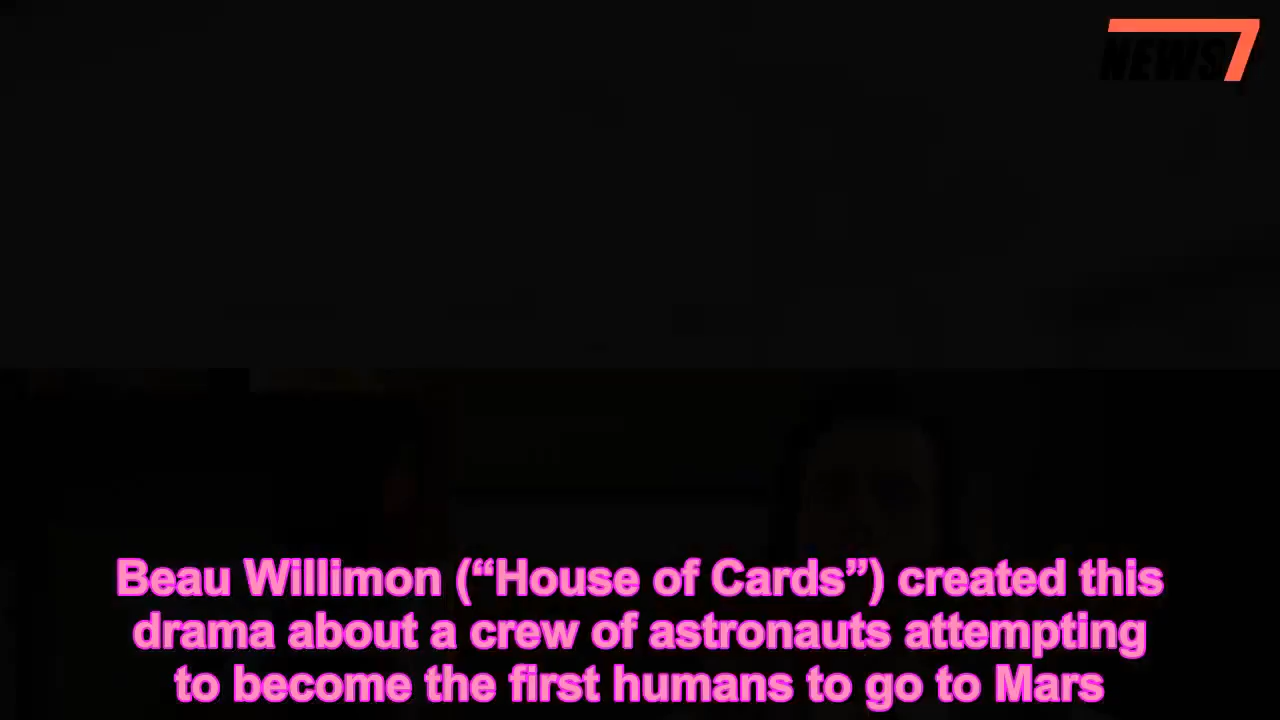 NEWS7
Beau Willimon (“House of Cards”) created this
drama about a crew of astronauts attempting
to become the first humans to go to Mars